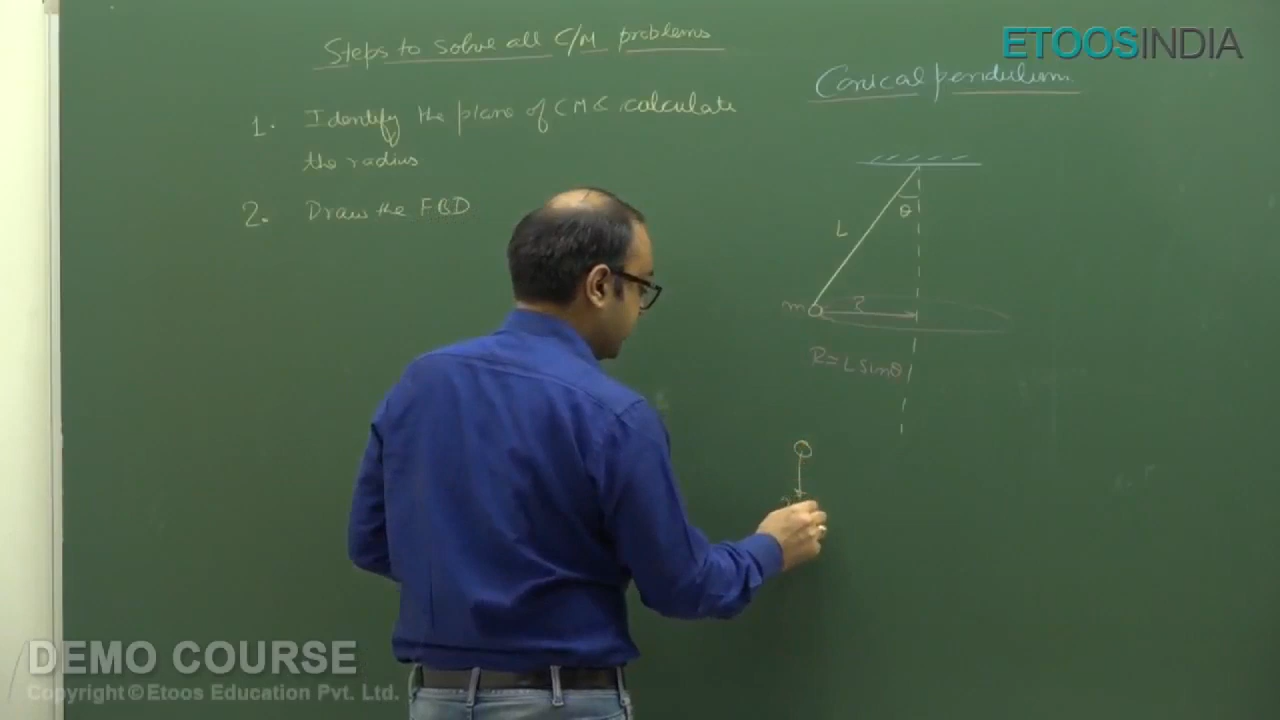 Steps to solve all C/M problems
ETOOSINDIA
Conical pendulum
1. Identify the plane of CM & calculate
the radius
2. Draw the FBD
θ
L
m
R
R = L sinθ
DEMO COURSE
Copyright © Etoos Education Pvt. Ltd.